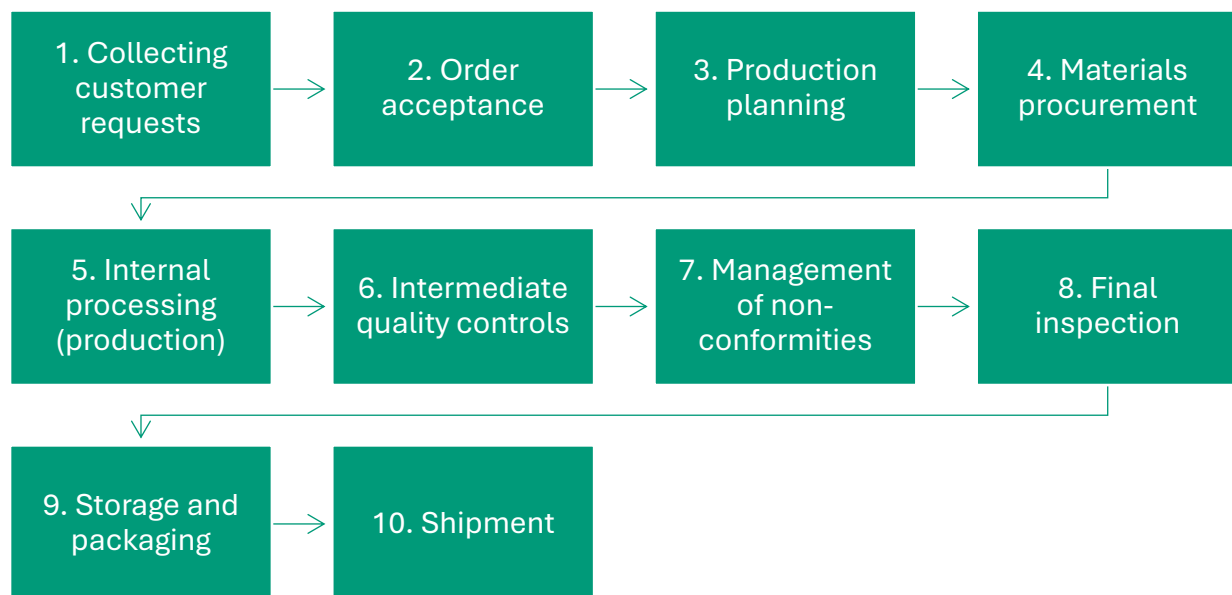 1. Collecting
customer
requests
2. Order
acceptance
3. Production
planning
4. Materials
procurement
5. Internal
processing
(production)
6. Intermediate
quality controls
7. Management
of non-
conformities
8. Final
inspection
9. Storage and
packaging
10. Shipment